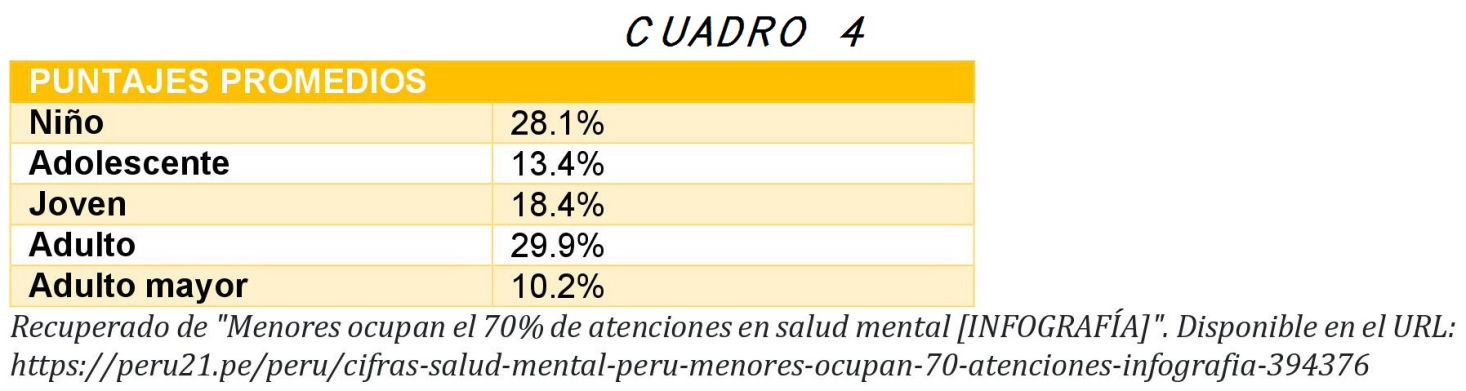 CUADRO 4
PUNTAJES PROMEDIOS
Niño 28.1%
Adolescente 13.4%
Joven 18.4%
Adulto 29.9%
Adulto mayor 10.2%
Recuperado de "Menores ocupan el 70% de atenciones en salud mental [INFOGRAFÍA]". Disponible en el URL:
https://peru21.pe/peru/cifras-salud-mental-peru-menores-ocupan-70-atenciones-infografia-394376